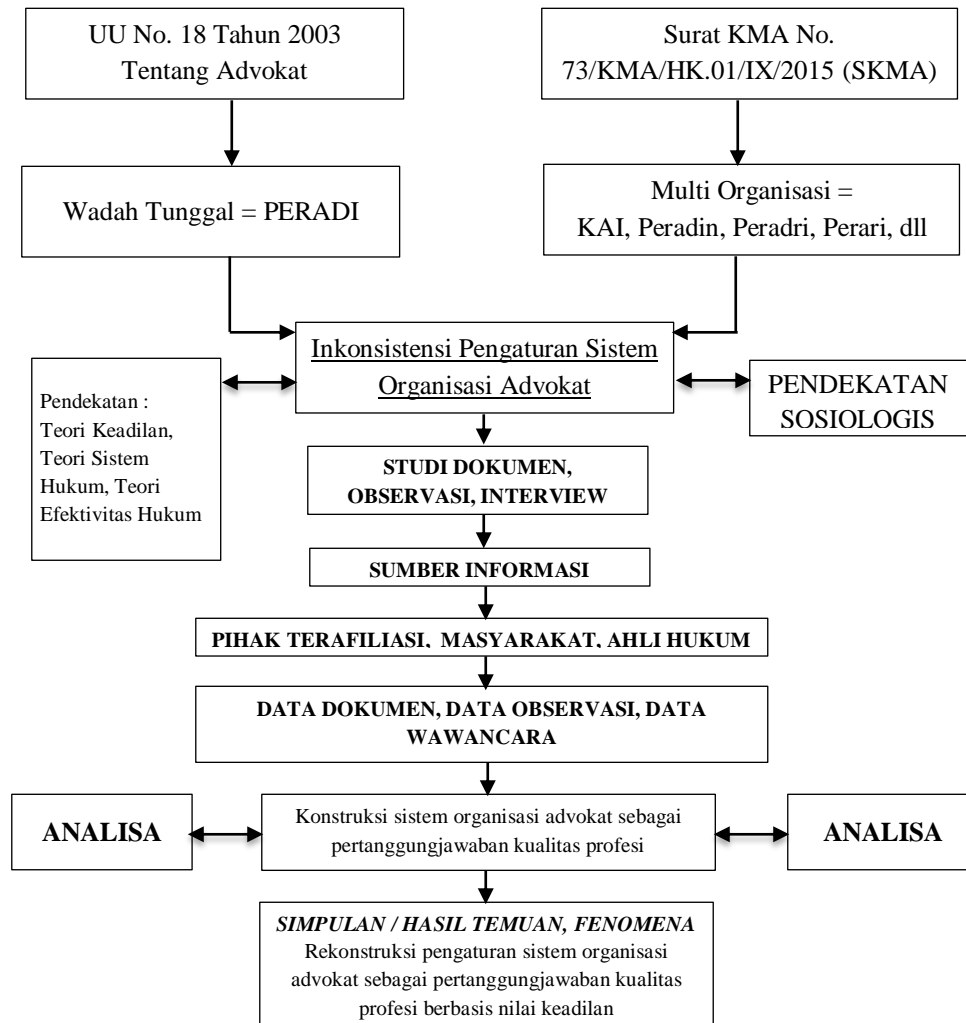 UU No. 18 Tahun 2003
Tentang Advokat
Surat KMA No.
73/KMA/HK.01/IX/2015 (SKMA)
Wadah Tunggal = PERADI
Multi Organisasi =
KAI, Peradin, Peradri, Perari, dll
Inkonsistensi Pengaturan Sistem
Organisasi Advokat
Pendekatan :
Teori Keadilan,
Teori Sistem
Hukum, Teori
Efektivitas Hukum
PENDEKATAN
SOSIOLOGIS
STUDI DOKUMEN,
OBSERVASI, INTERVIEW
SUMBER INFORMASI
PIHAK TERAFILIASI, MASYARAKAT, AHLI HUKUM
DATA DOKUMEN, DATA OBSERVASI, DATA
WAWANCARA
ANALISA
Konstruksi sistem organisasi advokat sebagai
pertanggungjawaban kualitas profesi
ANALISA
SIMPULAN / HASIL TEMUAN, FENOMENA
Rekonstruksi pengaturan sistem organisasi
advokat sebagai pertanggungjawaban kualitas
profesi berbasis nilai keadilan